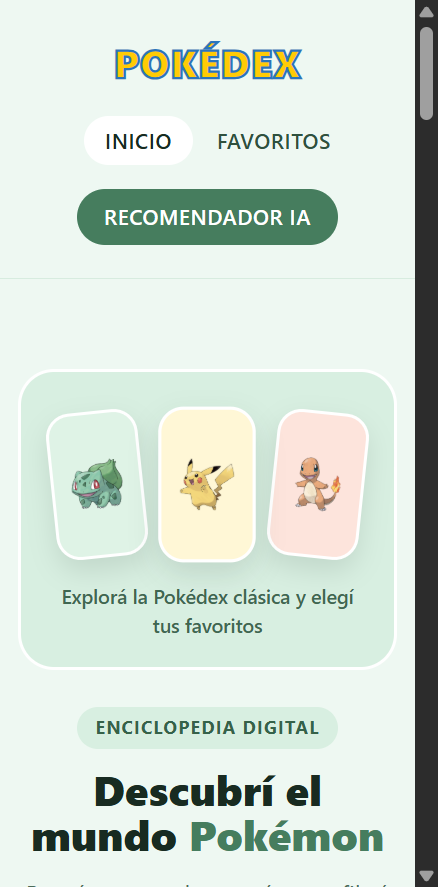 POKÉDEX
INICIO FAVORITOS
RECOMENDADOR IA
Explorá la Pokédex clásica y elegí
tus favoritos
ENCICLOPEDIA DIGITAL
Descubrí el
mundo Pokémon